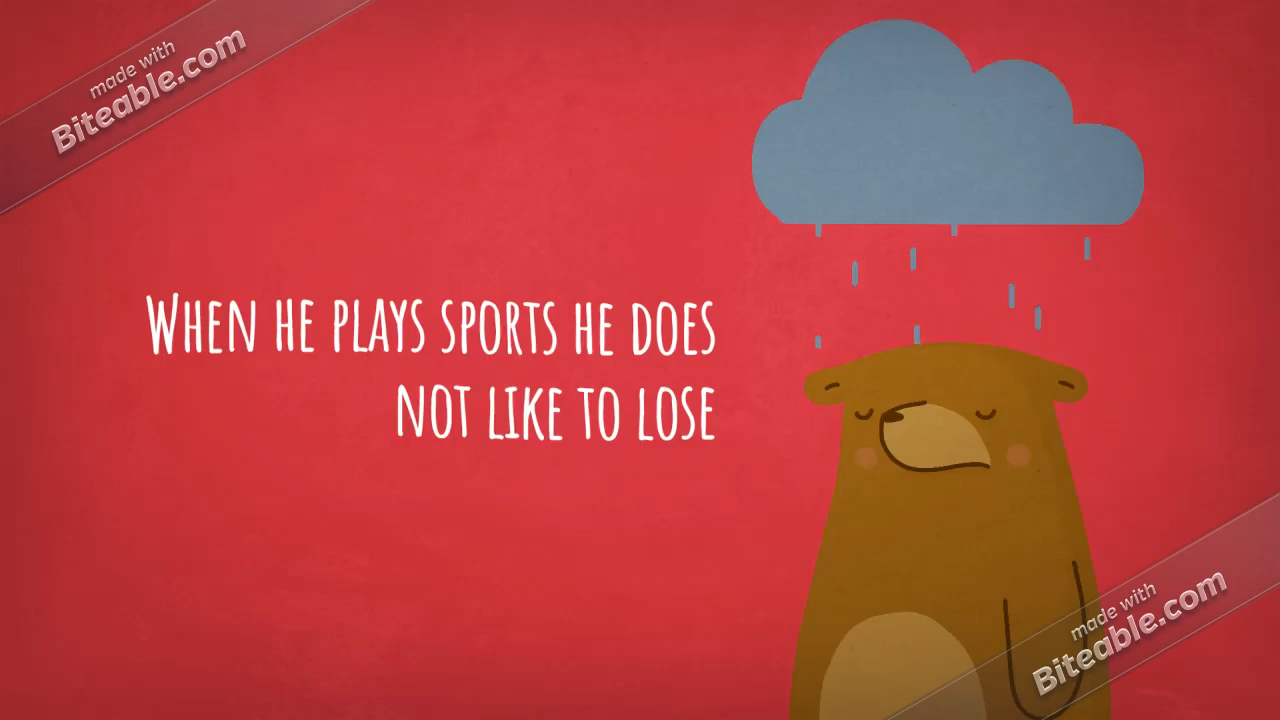 made with
Biteable.com
When he plays sports he does
not like to lose
made with
Biteable.com